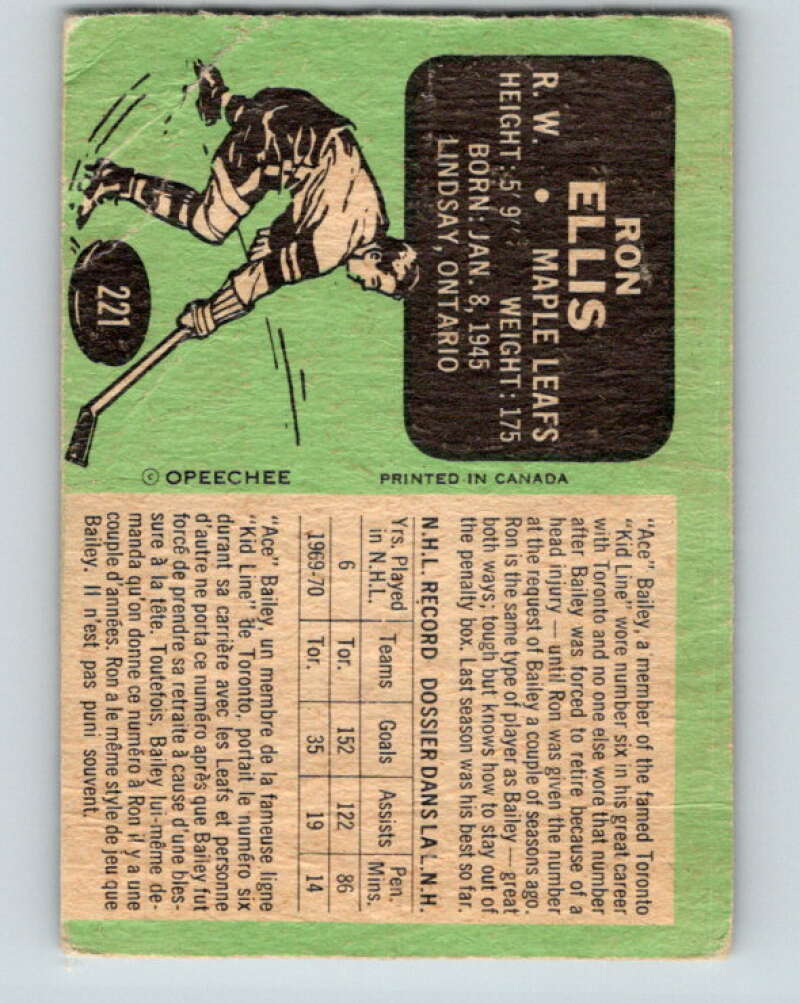 RON
ELLIS
R. W. • MAPLE LEAFS
HEIGHT: 5 9" WEIGHT: 175
BORN: JAN. 8, 1945
LINDSAY, ONTARIO
221
© OPEECHEE PRINTED IN CANADA
"Ace" Bailey, a member of the famed Toronto
"Kid Line" wore number six in his great career
with Toronto and no one else wore that number
after Bailey was forced to retire because of a
head injury — until Ron was given the number
at the request of Bailey a couple of seasons ago.
Ron is the same type of player as Bailey — great
both ways; tough but knows how to stay out of
the penalty box. Last season was his best so far.
N.H.L. RECORD DOSSIER DANS LA L.N.H.
Yrs. Played in N.H.L. Teams Goals Assists Pen. Mins.
6 Tor. 152 122 86
1969-70 Tor. 35 19 14
"Ace" Bailey, un membre de la fameuse ligne
"Kid Line" de Toronto, portait le numéro six
durant sa carrière avec les Leafs et personne
d'autre ne porta ce numéro après que Bailey fut
forcé de prendre sa retraite à cause d'une bles-
sure à la tête. Toutefois, Bailey lui-même de-
manda qu'on donne ce numéro à Ron il y a une
couple d'années. Ron a le même style de jeu que
Bailey. Il n'est pas puni souvent.